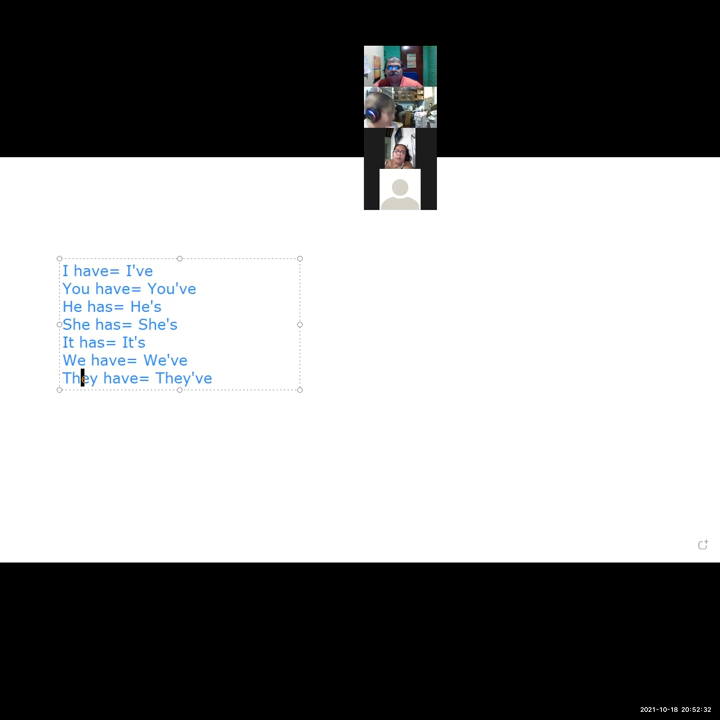 I have= I've
You have= You've
He has= He's
She has= She's
It has= It's
We have= We've
They have= They've
2021-10-18 20:52:32